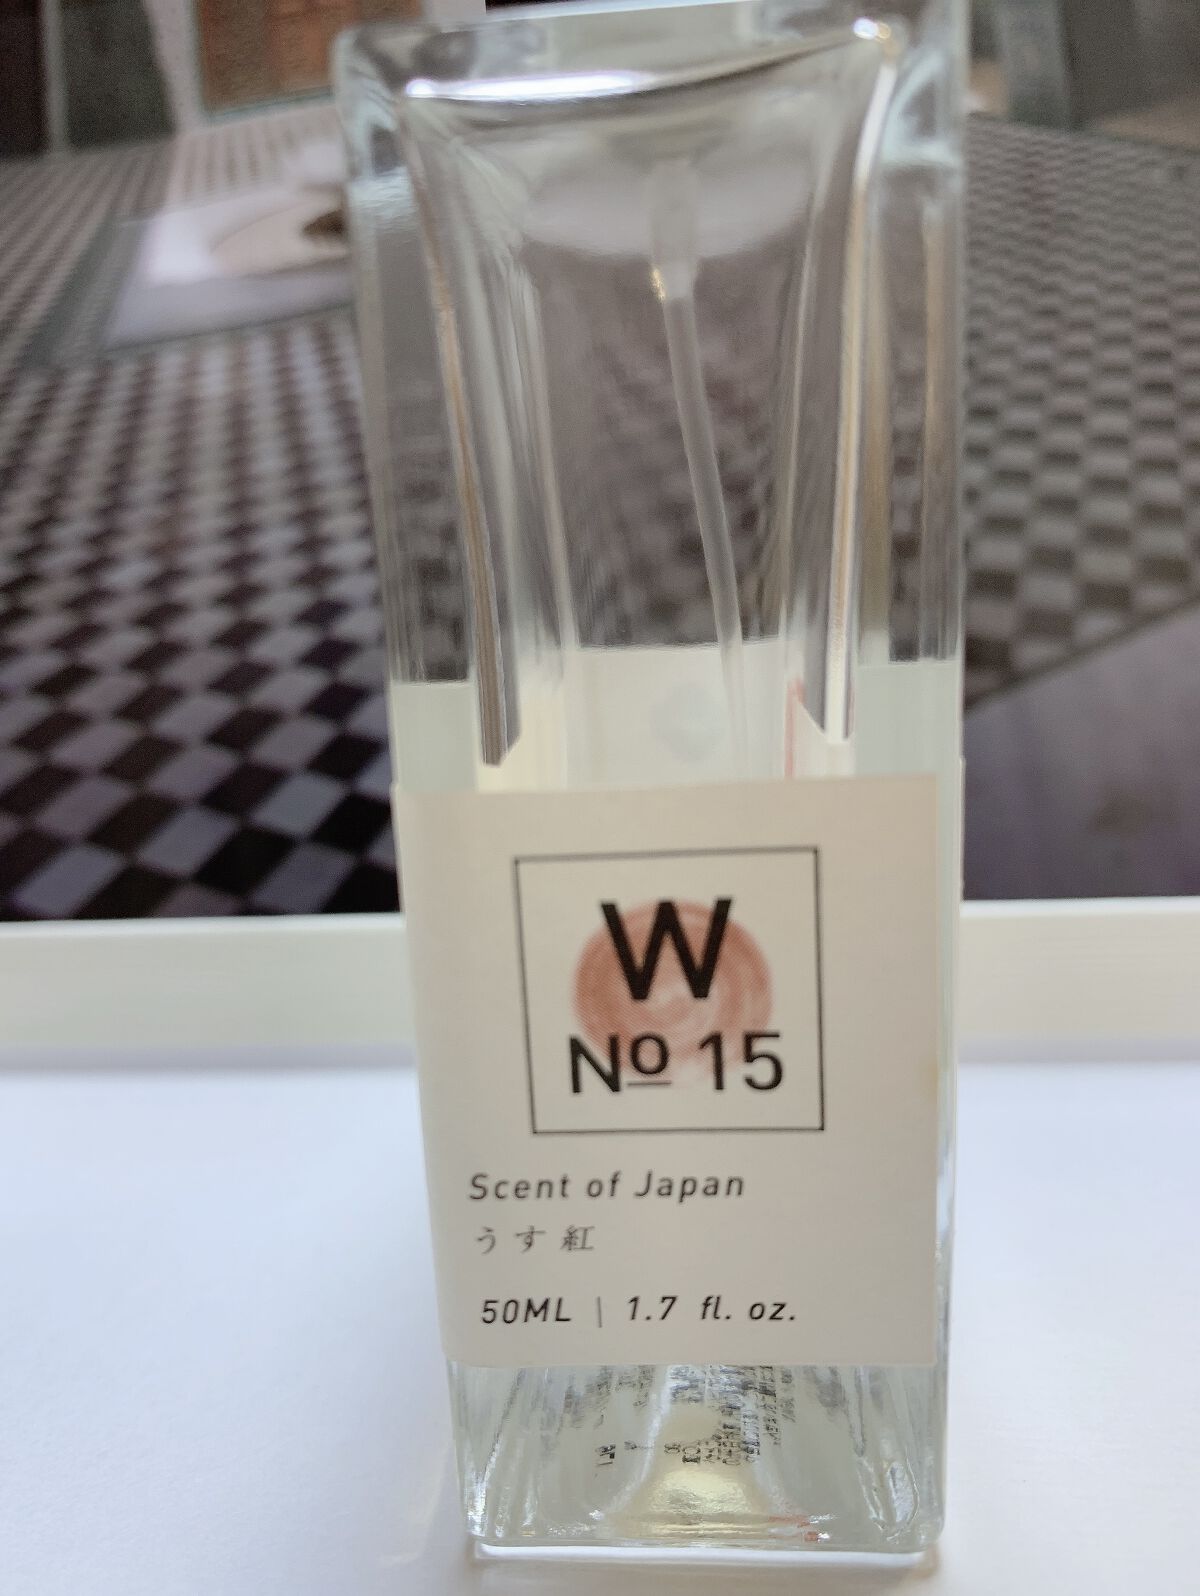 W
Nº 15
Scent of Japan
うす紅
50ML | 1.7 fl. oz.